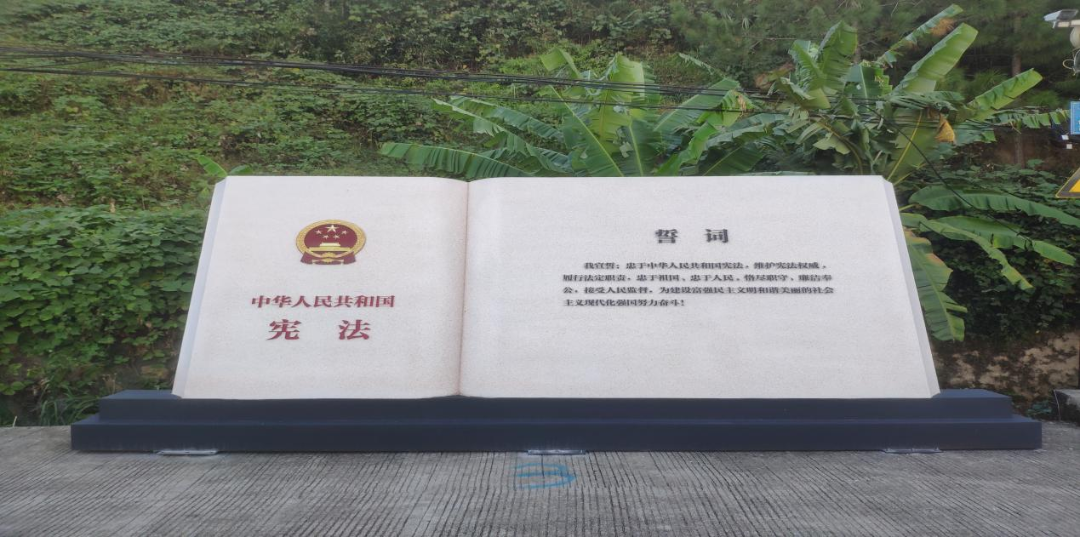 中华人民共和国
宪 法
誓 词
我宣誓：忠于中华人民共和国宪法，维护宪法权威，
履行法定职责，忠于祖国、忠于人民，恪尽职守、廉洁奉
公，接受人民监督，为建设富强民主文明和谐美丽的社会
主义现代化强国努力奋斗！